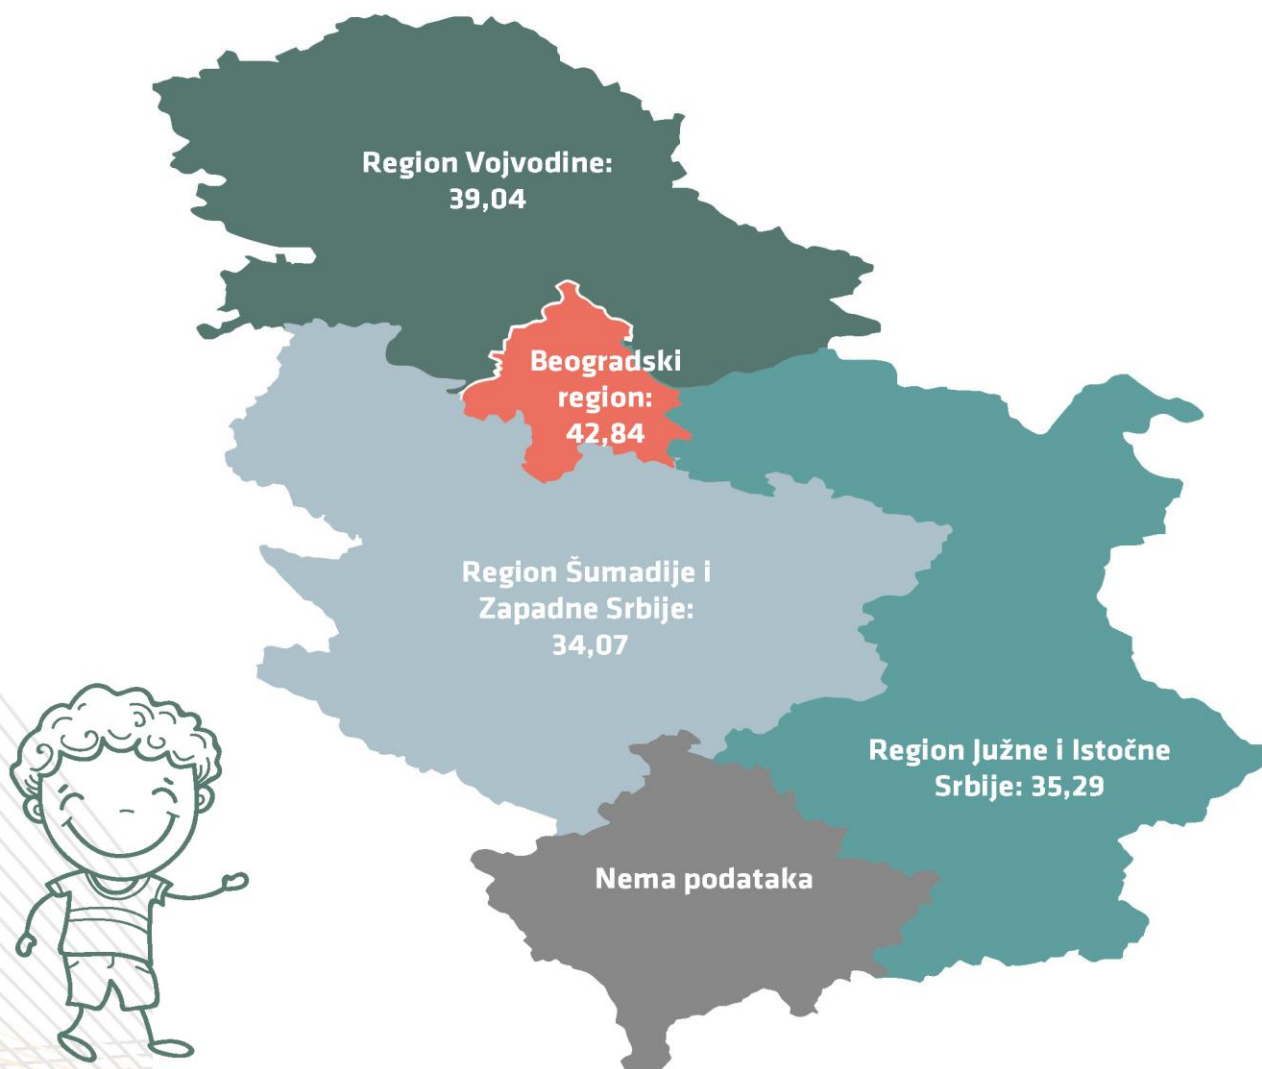 Region Vojvodine:
39,04
Beogradski
region:
42,84
Region Šumadije i
Zapadne Srbije:
34,07
Region Južne i Istočne
Srbije: 35,29
Nema podataka